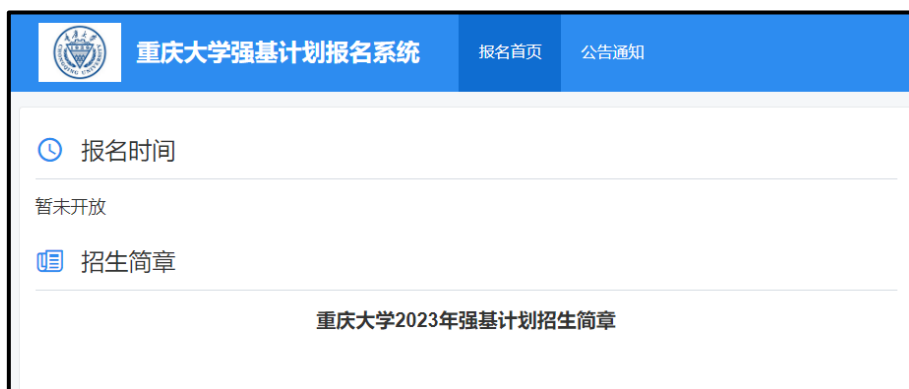 重庆大学强基计划报名系统
报名首页
公告通知
报名时间
暂未开放
招生简章
重庆大学2023年强基计划招生简章